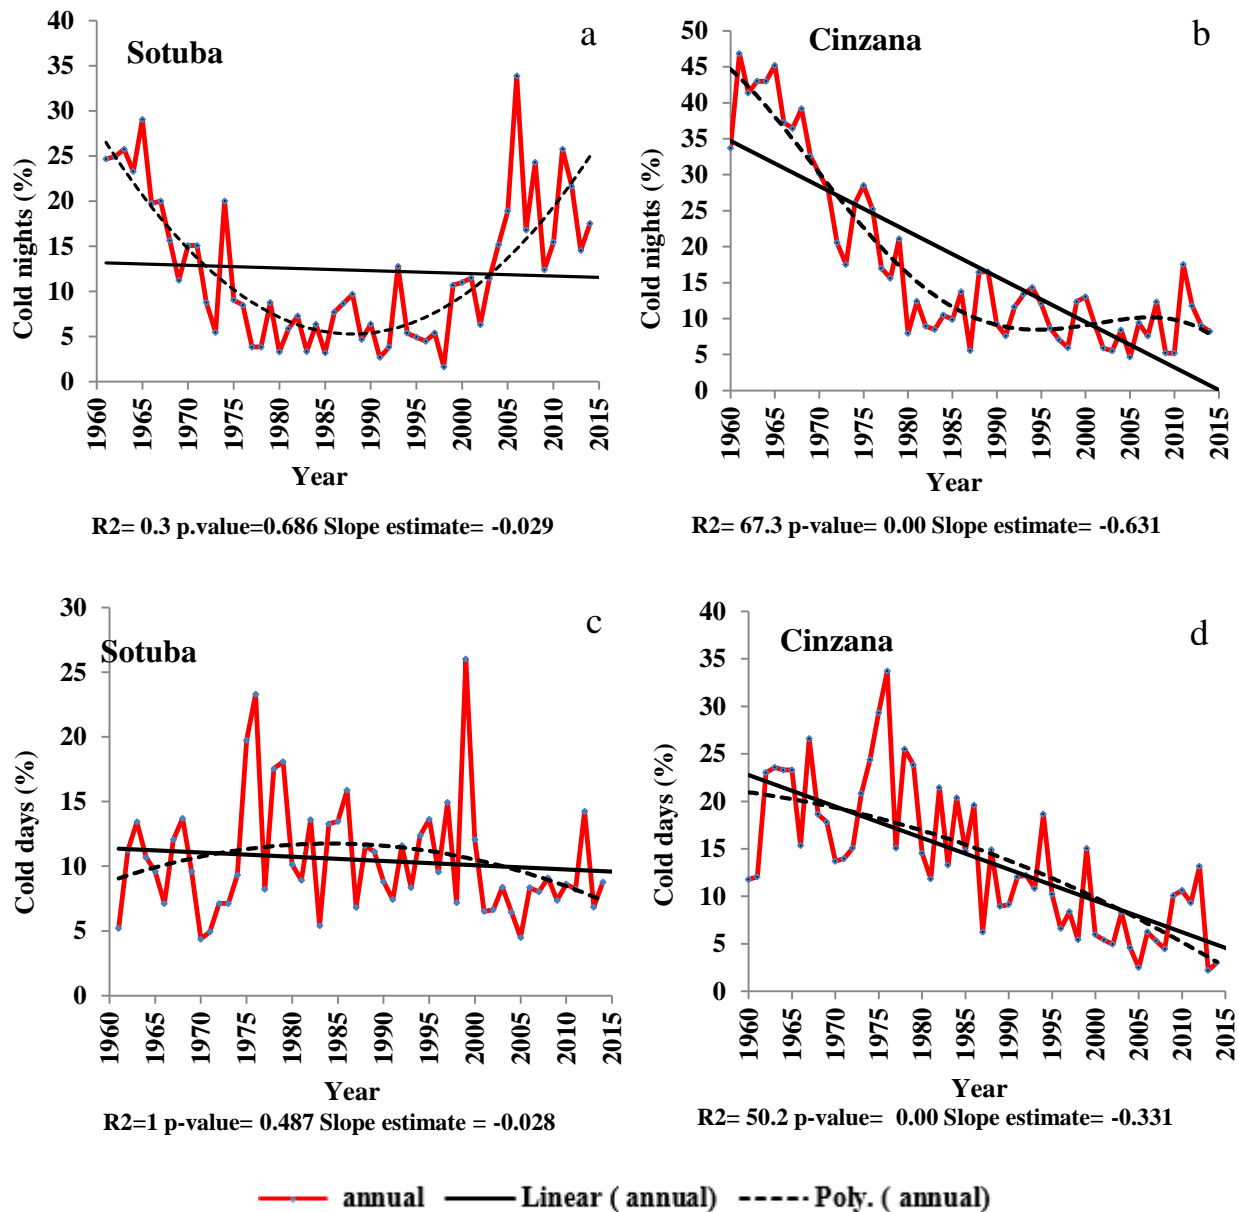 Sotuba
a
Cold nights (%)
40
35
30
25
20
15
10
5
0
1960 1965 1970 1975 1980 1985 1990 1995 2000 2005 2010 2015
Year
R2= 0.3 p.value=0.686 Slope estimate= -0.029
Cinzana
b
Cold nights (%)
50
45
40
35
30
25
20
15
10
5
0
1960 1965 1970 1975 1980 1985 1990 1995 2000 2005 2010 2015
Year
R2= 67.3 p-value= 0.00 Slope estimate= -0.631
Sotuba
c
Cold days (%)
30
25
20
15
10
5
0
1960 1965 1970 1975 1980 1985 1990 1995 2000 2005 2010 2015
Year
R2=1 p-value= 0.487 Slope estimate = -0.028
Cinzana
d
Cold days (%)
40
35
30
25
20
15
10
5
0
1960 1965 1970 1975 1980 1985 1990 1995 2000 2005 2010 2015
Year
R2= 50.2 p-value=  0.00 Slope estimate= -0.331
annual Linear ( annual) Poly. ( annual)